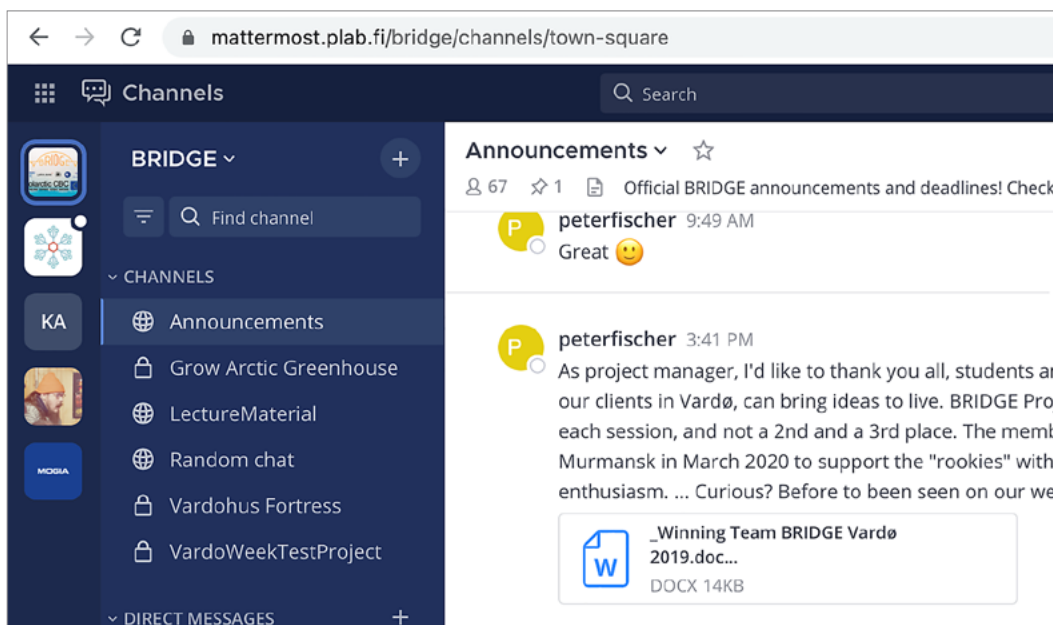 mattermost.plab.fi/bridge/channels/town-square
Channels
Search
BRIDGE
Find channel
CHANNELS
Announcements
Grow Arctic Greenhouse
LectureMaterial
Random chat
Vardohus Fortress
VardoWeekTestProject
DIRECT MESSAGES
BRIDGE
olarctic CBC
KA
MOGIA
Announcements
67 1 Official BRIDGE announcements and deadlines! Check
P
peterfischer 9:49 AM
Great
P
peterfischer 3:41 PM
As project manager, I'd like to thank you all, students a
our clients in Vardø, can bring ideas to live. BRIDGE Pro
each session, and not a 2nd and a 3rd place. The memb
Murmansk in March 2020 to support the "rookies" with
enthusiasm. ... Curious? Before to been seen on our we
W
_Winning Team BRIDGE Vardø
2019.doc...
DOCX 14KB